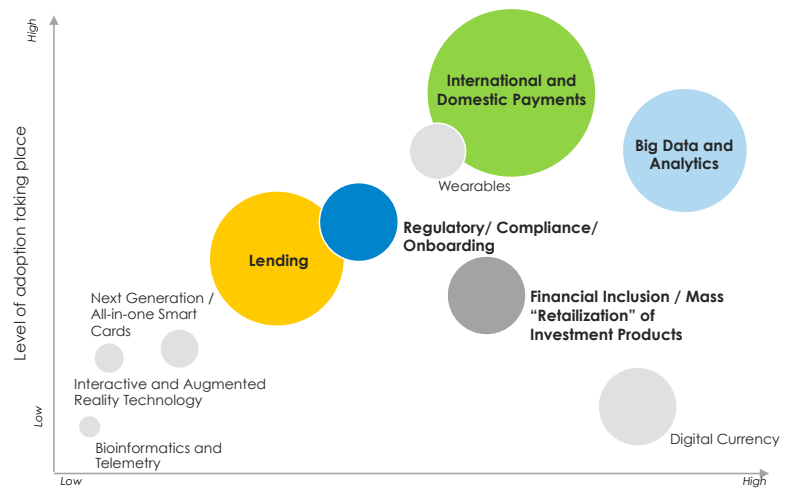 High
International and
Domestic Payments
Big Data and
Analytics
Wearables
Level of adoption taking place
Regulatory/ Compliance/
Onboarding
Lending
Next Generation /
All-in-one Smart
Cards
Financial Inclusion / Mass
“Retailization” of
Investment Products
Interactive and Augmented
Reality Technology
Low
Digital Currency
Bioinformatics and
Telemetry
Low
High